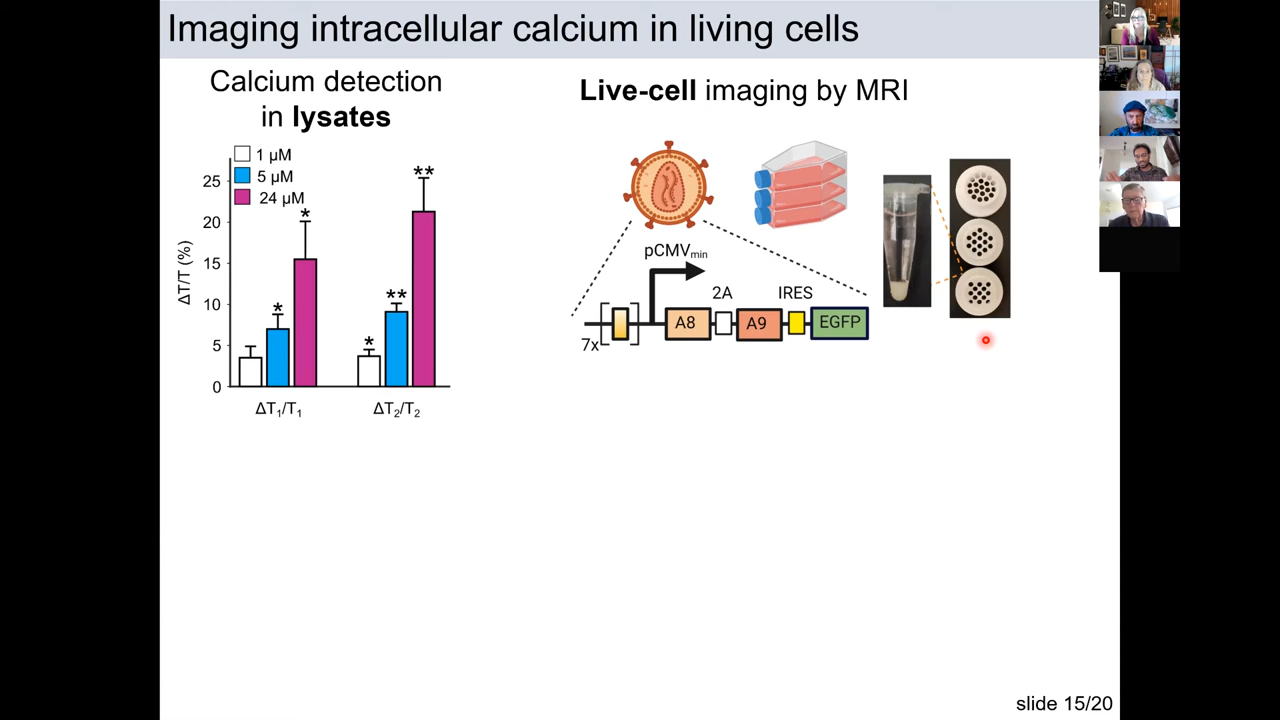 Imaging intracellular calcium in living cells
Calcium detection
in lysates
1 µM
5 µM
24 µM
25
20
15
10
5
0
ΔT/T (%)
*
*
*
**
**
ΔT₁/T₁
ΔT₂/T₂
Live-cell imaging by MRI
pCMVmin
7x
A8
2A
A9
IRES
EGFP
slide 15/20